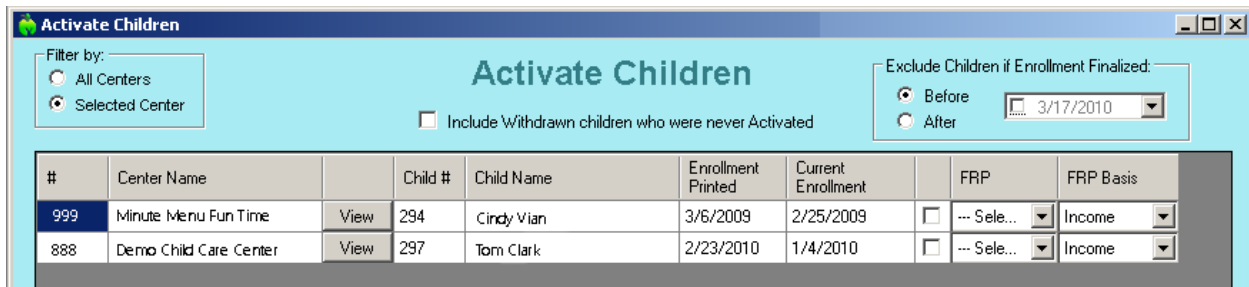 Activate Children
Filter by:
All Centers
Selected Center
Activate Children
Include Withdrawn children who were never Activated
Exclude Children if Enrollment Finalized:
Before
After
3/17/2010
# Center Name Child # Child Name Enrollment Printed Current Enrollment FRP FRP Basis
999 Minute Menu Fun Time View 294 Cindy Vian 3/6/2009 2/25/2009 --- Sele... Income
888 Demo Child Care Center View 297 Tom Clark 2/23/2010 1/4/2010 --- Sele... Income